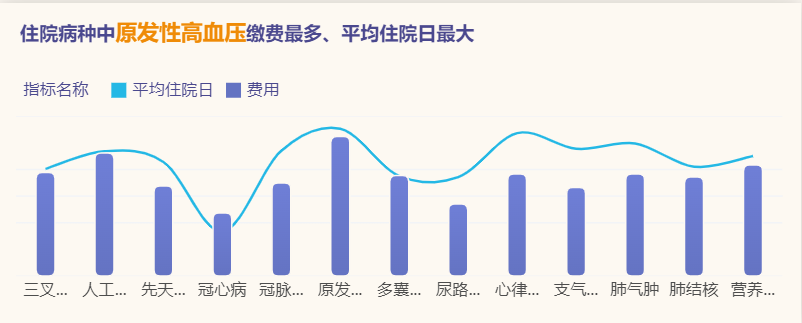 住院病种中原发性高血压缴费最多、平均住院日最大
指标名称 平均住院日 费用
三叉... 人工... 先天... 冠心病 冠脉... 原发... 多囊... 尿路... 心律... 支气... 肺气肿 肺结核 营养...